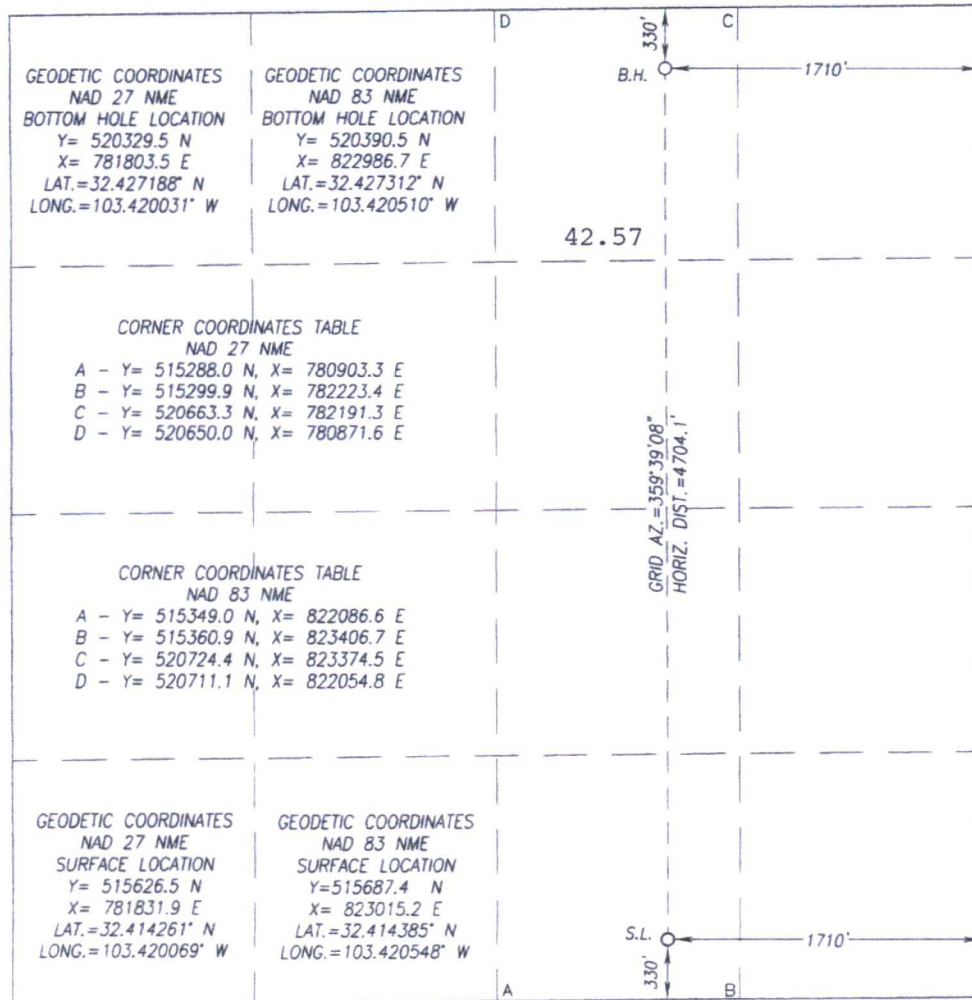 D
C
330'
B.H.
1710'
GEODETIC COORDINATES
NAD 27 NME
BOTTOM HOLE LOCATION
Y= 520329.5 N
X= 781803.5 E
LAT.=32.427188° N
LONG.=103.420031° W
GEODETIC COORDINATES
NAD 83 NME
BOTTOM HOLE LOCATION
Y= 520390.5 N
X= 822986.7 E
LAT.=32.427312° N
LONG.=103.420510° W
42.57
CORNER COORDINATES TABLE
NAD 27 NME
A - Y= 515288.0 N, X= 780903.3 E
B - Y= 515299.9 N, X= 782223.4 E
C - Y= 520663.3 N, X= 782191.3 E
D - Y= 520650.0 N, X= 780871.6 E
GRID AZ.=359°39'08"
HORIZ. DIST.=4704.1'
CORNER COORDINATES TABLE
NAD 83 NME
A - Y= 515349.0 N, X= 822086.6 E
B - Y= 515360.9 N, X= 823406.7 E
C - Y= 520724.4 N, X= 823374.5 E
D - Y= 520711.1 N, X= 822054.8 E
GEODETIC COORDINATES
NAD 27 NME
SURFACE LOCATION
Y= 515626.5 N
X= 781831.9 E
LAT.=32.414261° N
LONG.=103.420069° W
GEODETIC COORDINATES
NAD 83 NME
SURFACE LOCATION
Y=515687.4 N
X= 823015.2 E
LAT.=32.414385° N
LONG.=103.420548° W
S.L.
1710'
330'
A
B